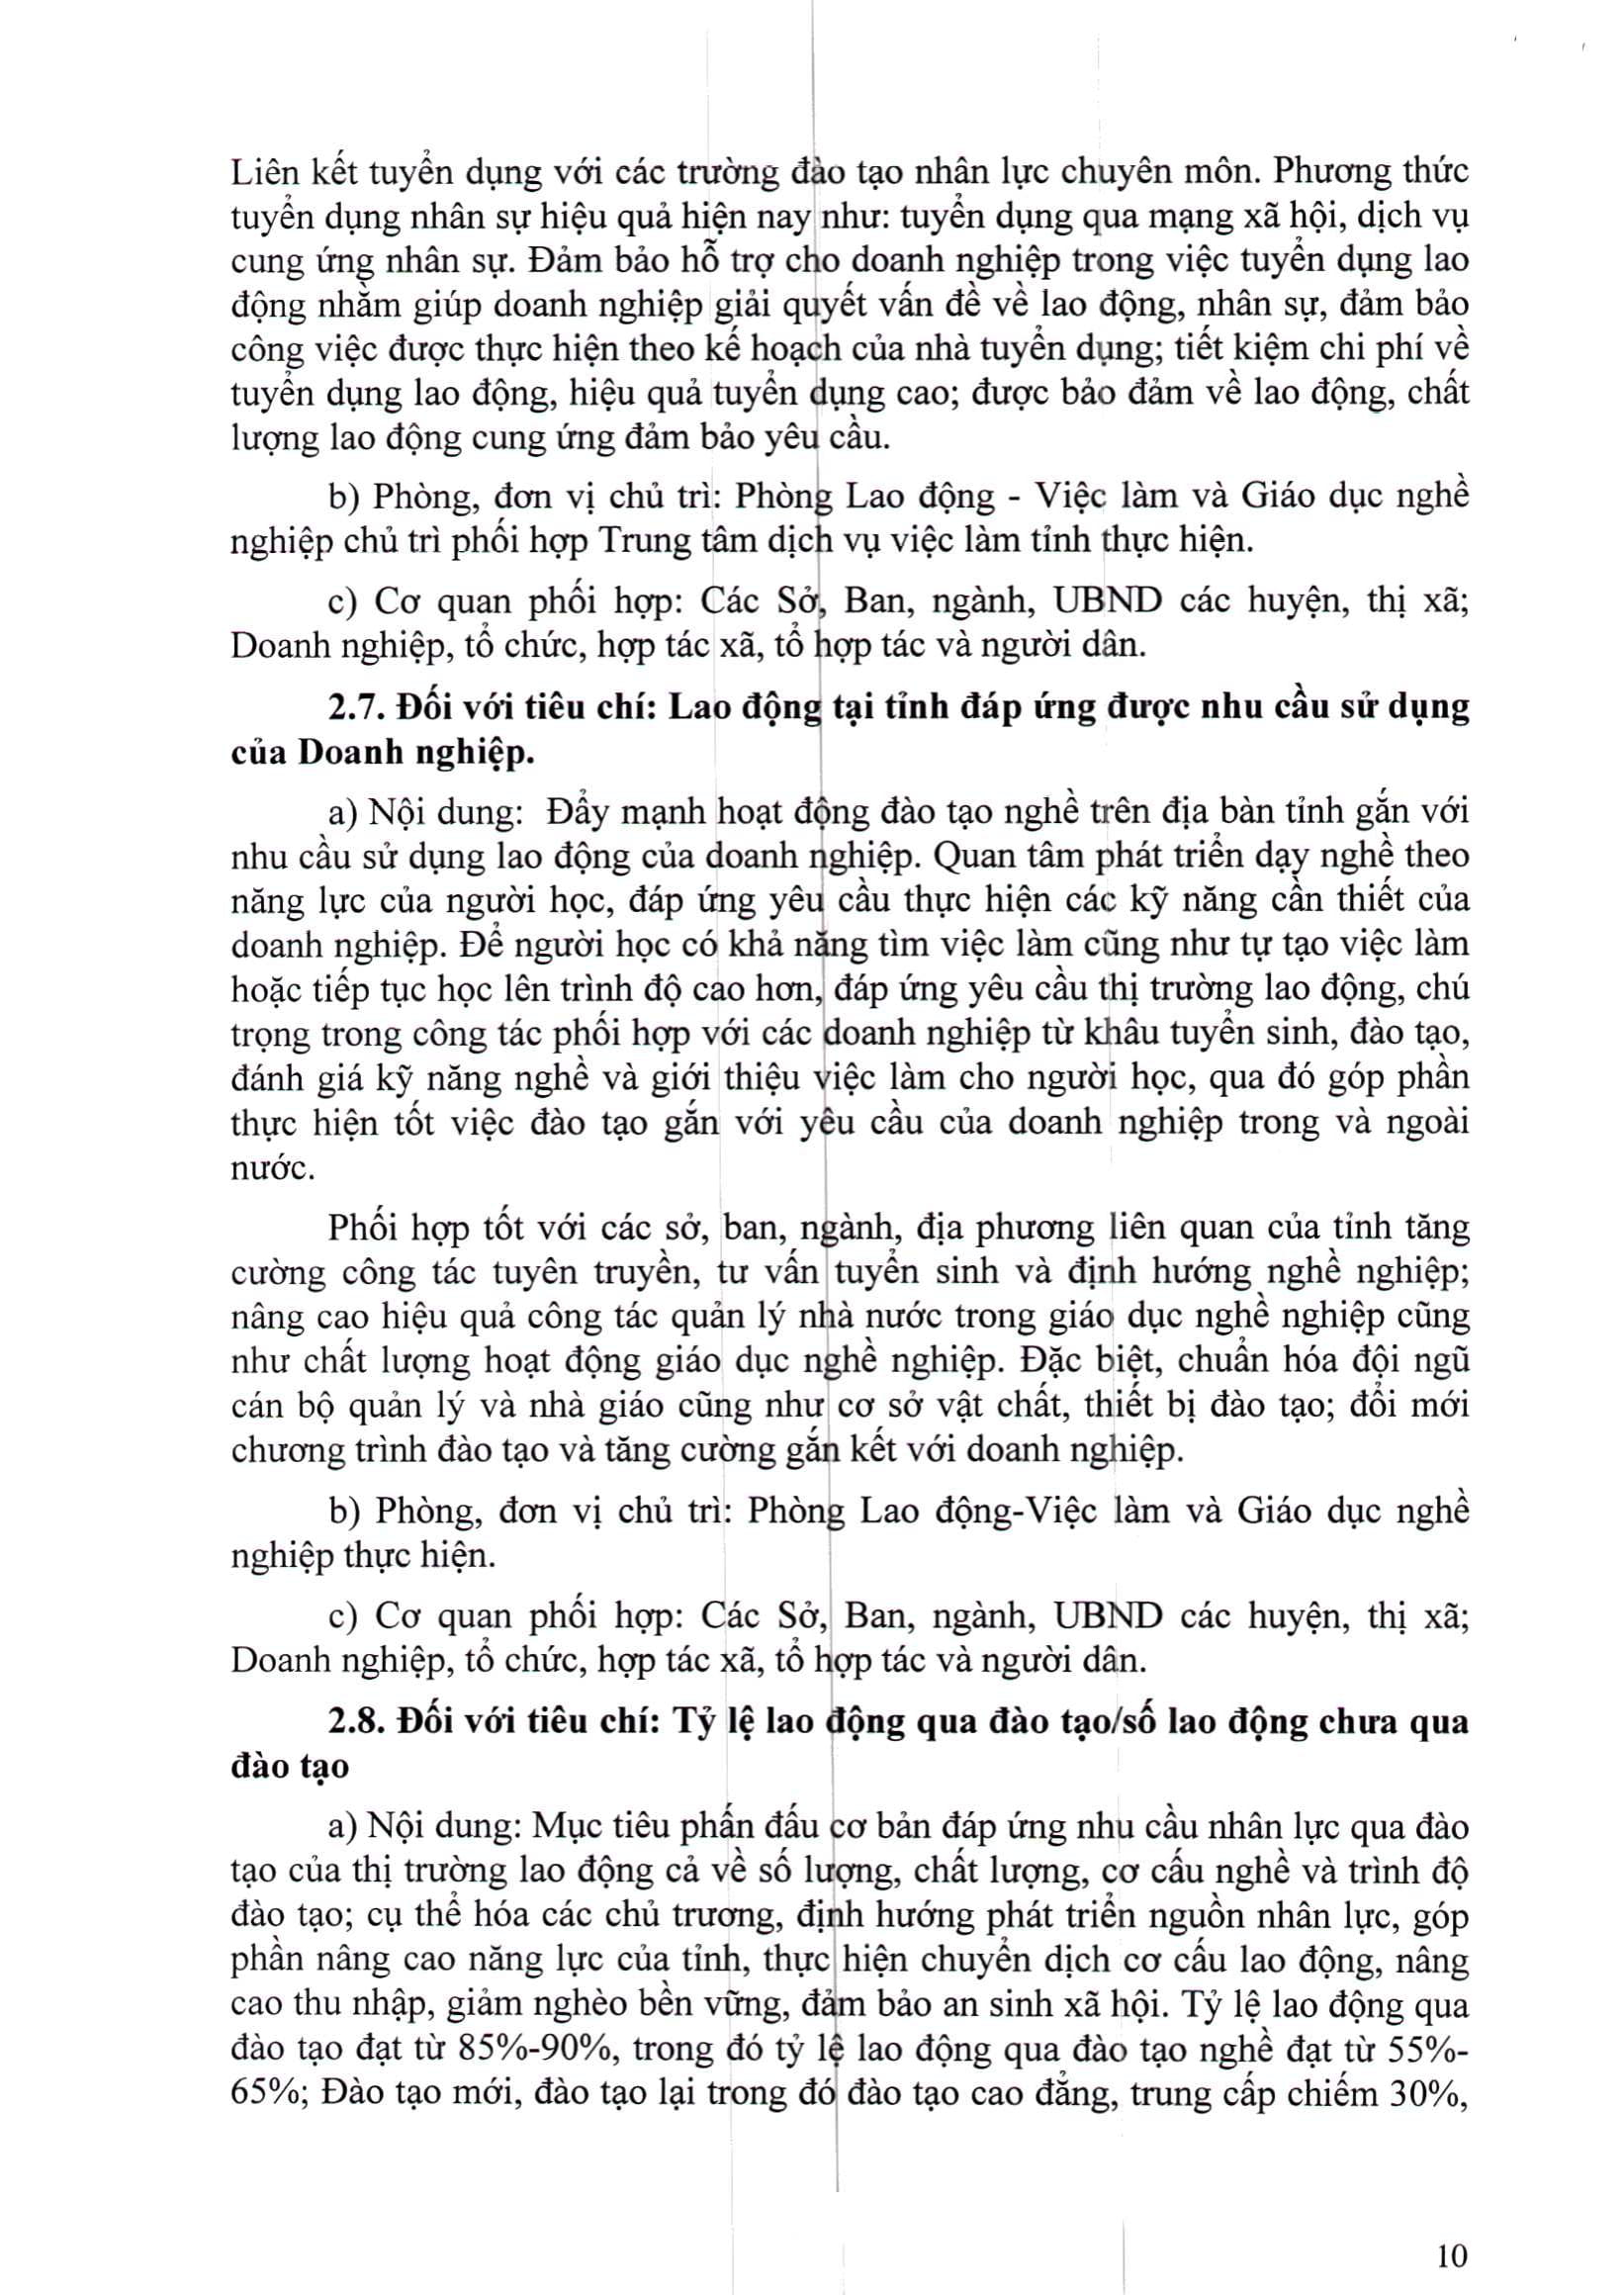 Liên kết tuyển dụng với các trường đào tạo nhân lực chuyên môn. Phương thức
tuyển dụng nhân sự hiệu quả hiện nay như: tuyển dụng qua mạng xã hội, dịch vụ
cung ứng nhân sự. Đảm bảo hỗ trợ cho doanh nghiệp trong việc tuyển dụng lao
động nhằm giúp doanh nghiệp giải quyết vấn đề về lao động, nhân sự, đảm bảo
công việc được thực hiện theo kế hoạch của nhà tuyển dụng; tiết kiệm chi phí về
tuyển dụng lao động, hiệu quả tuyển dụng cao; được bảo đảm về lao động, chất
lượng lao động cung ứng đảm bảo yêu cầu.
b) Phòng, đơn vị chủ trì: Phòng Lao động - Việc làm và Giáo dục nghề
nghiệp chủ trì phối hợp Trung tâm dịch vụ việc làm tỉnh thực hiện.
c) Cơ quan phối hợp: Các Sở, Ban, ngành, UBND các huyện, thị xã;
Doanh nghiệp, tổ chức, hợp tác xã, tổ hợp tác và người dân.
2.7. Đối với tiêu chí: Lao động tại tỉnh đáp ứng được nhu cầu sử dụng
của Doanh nghiệp.
a) Nội dung: Đẩy mạnh hoạt động đào tạo nghề trên địa bàn tỉnh gắn với
nhu cầu sử dụng lao động của doanh nghiệp. Quan tâm phát triển dạy nghề theo
năng lực của người học, đáp ứng yêu cầu thực hiện các kỹ năng cần thiết của
doanh nghiệp. Để người học có khả năng tìm việc làm cũng như tự tạo việc làm
hoặc tiếp tục học lên trình độ cao hơn, đáp ứng yêu cầu thị trường lao động, chú
trọng trong công tác phối hợp với các doanh nghiệp từ khâu tuyển sinh, đào tạo,
đánh giá kỹ năng nghề và giới thiệu việc làm cho người học, qua đó góp phần
thực hiện tốt việc đào tạo gắn với yêu cầu của doanh nghiệp trong và ngoài
nước.
Phối hợp tốt với các sở, ban, ngành, địa phương liên quan của tỉnh tăng
cường công tác tuyên truyền, tư vấn tuyển sinh và định hướng nghề nghiệp;
nâng cao hiệu quả công tác quản lý nhà nước trong giáo dục nghề nghiệp cũng
như chất lượng hoạt động giáo dục nghề nghiệp. Đặc biệt, chuẩn hóa đội ngũ
cán bộ quản lý và nhà giáo cũng như cơ sở vật chất, thiết bị đào tạo; đổi mới
chương trình đào tạo và tăng cường gắn kết với doanh nghiệp.
b) Phòng, đơn vị chủ trì: Phòng Lao động-Việc làm và Giáo dục nghề
nghiệp thực hiện.
c) Cơ quan phối hợp: Các Sở, Ban, ngành, UBND các huyện, thị xã;
Doanh nghiệp, tổ chức, hợp tác xã, tổ hợp tác và người dân.
2.8. Đối với tiêu chí: Tỷ lệ lao động qua đào tạo/số lao động chưa qua
đào tạo
a) Nội dung: Mục tiêu phấn đấu cơ bản đáp ứng nhu cầu nhân lực qua đào
tạo của thị trường lao động cả về số lượng, chất lượng, cơ cấu nghề và trình độ
đào tạo; cụ thể hóa các chủ trương, định hướng phát triển nguồn nhân lực, góp
phần nâng cao năng lực của tỉnh, thực hiện chuyển dịch cơ cấu lao động, nâng
cao thu nhập, giảm nghèo bền vững, đảm bảo an sinh xã hội. Tỷ lệ lao động qua
đào tạo đạt từ 85%-90%, trong đó tỷ lệ lao động qua đào tạo nghề đạt từ 55%-
65%; Đào tạo mới, đào tạo lại trong đó đào tạo cao đẳng, trung cấp chiếm 30%,
10